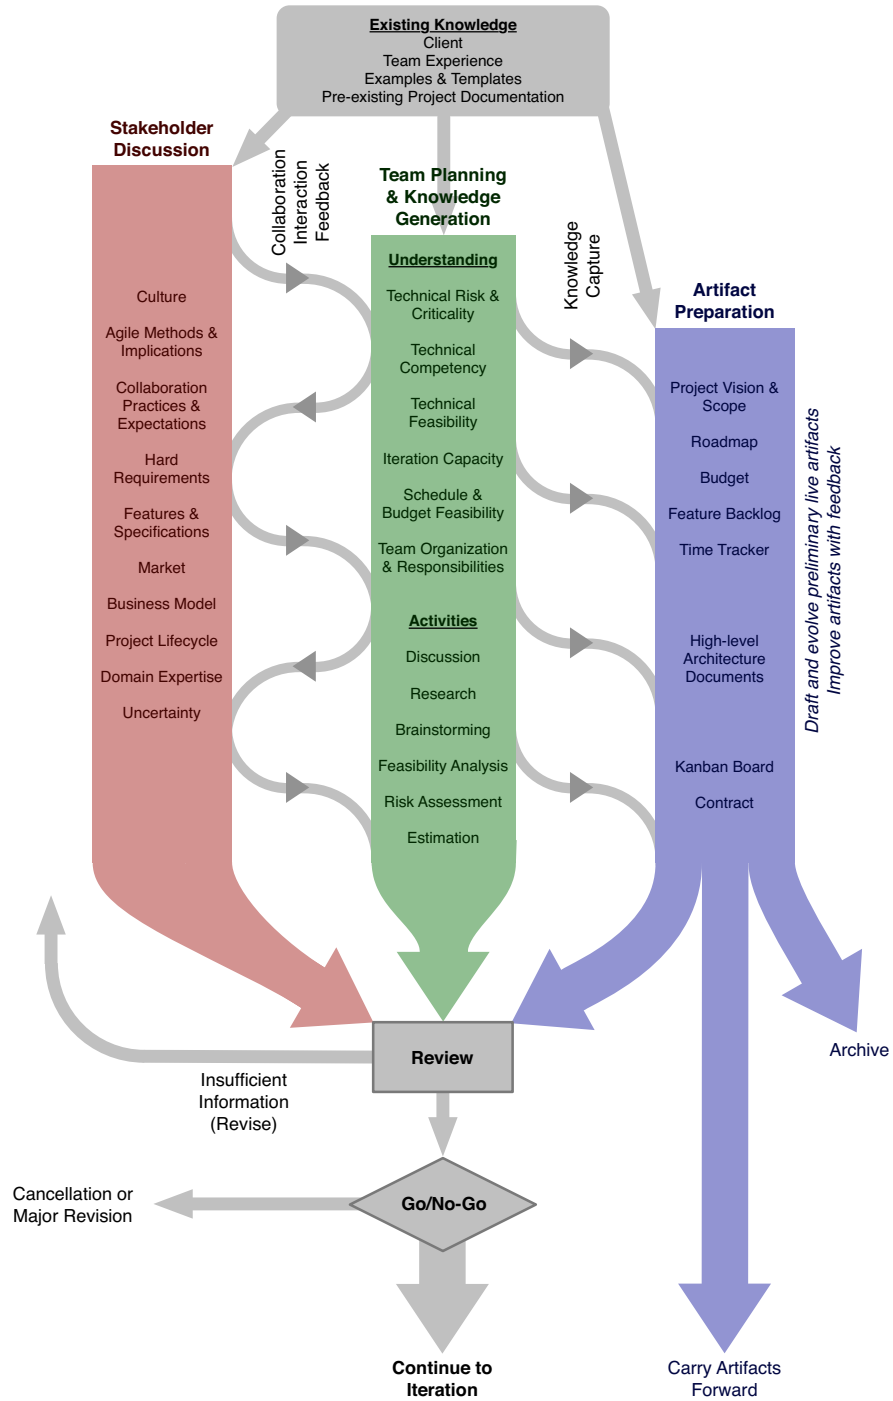 Existing Knowledge
Client
Team Experience
Examples & Templates
Pre-existing Project Documentation
Stakeholder
Discussion
Collaboration
Interaction
Feedback
Team Planning
& Knowledge
Generation
Knowledge
Capture
Artifact
Preparation
Culture
Agile Methods &
Implications
Collaboration
Practices &
Expectations
Hard
Requirements
Features &
Specifications
Market
Business Model
Project Lifecycle
Domain Expertise
Uncertainty
Understanding
Technical Risk &
Criticality
Technical
Competency
Technical
Feasibility
Iteration Capacity
Schedule &
Budget Feasibility
Team Organization
& Responsibilities
Activities
Discussion
Research
Brainstorming
Feasibility Analysis
Risk Assessment
Estimation
Project Vision &
Scope
Roadmap
Budget
Feature Backlog
Time Tracker
High-level
Architecture
Documents
Kanban Board
Contract
Draft and evolve preliminary live artifacts
Improve artifacts with feedback
Review
Archive
Insufficient
Information
(Revise)
Go/No-Go
Cancellation or
Major Revision
Continue to
Iteration
Carry Artifacts
Forward